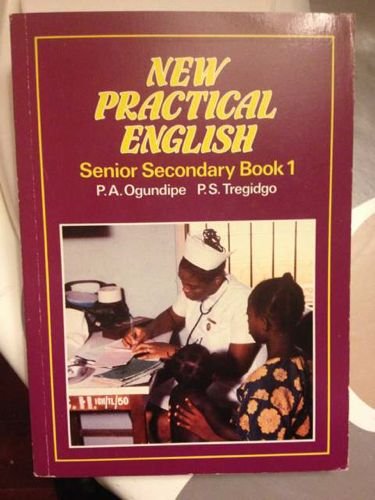 NEW
PRACTICAL
ENGLISH
Senior Secondary Book 1
P.A. Ogundipe P.S. Tregidgo